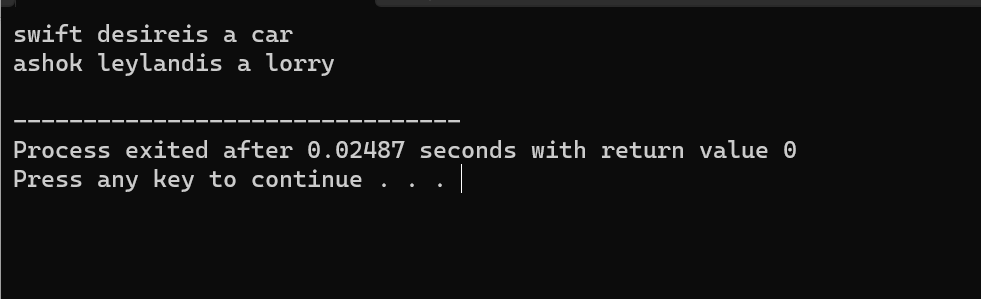 swift desireis a car
ashok leylandis a lorry
--------------------------------
Process exited after 0.02487 seconds with return value 0
Press any key to continue . . .